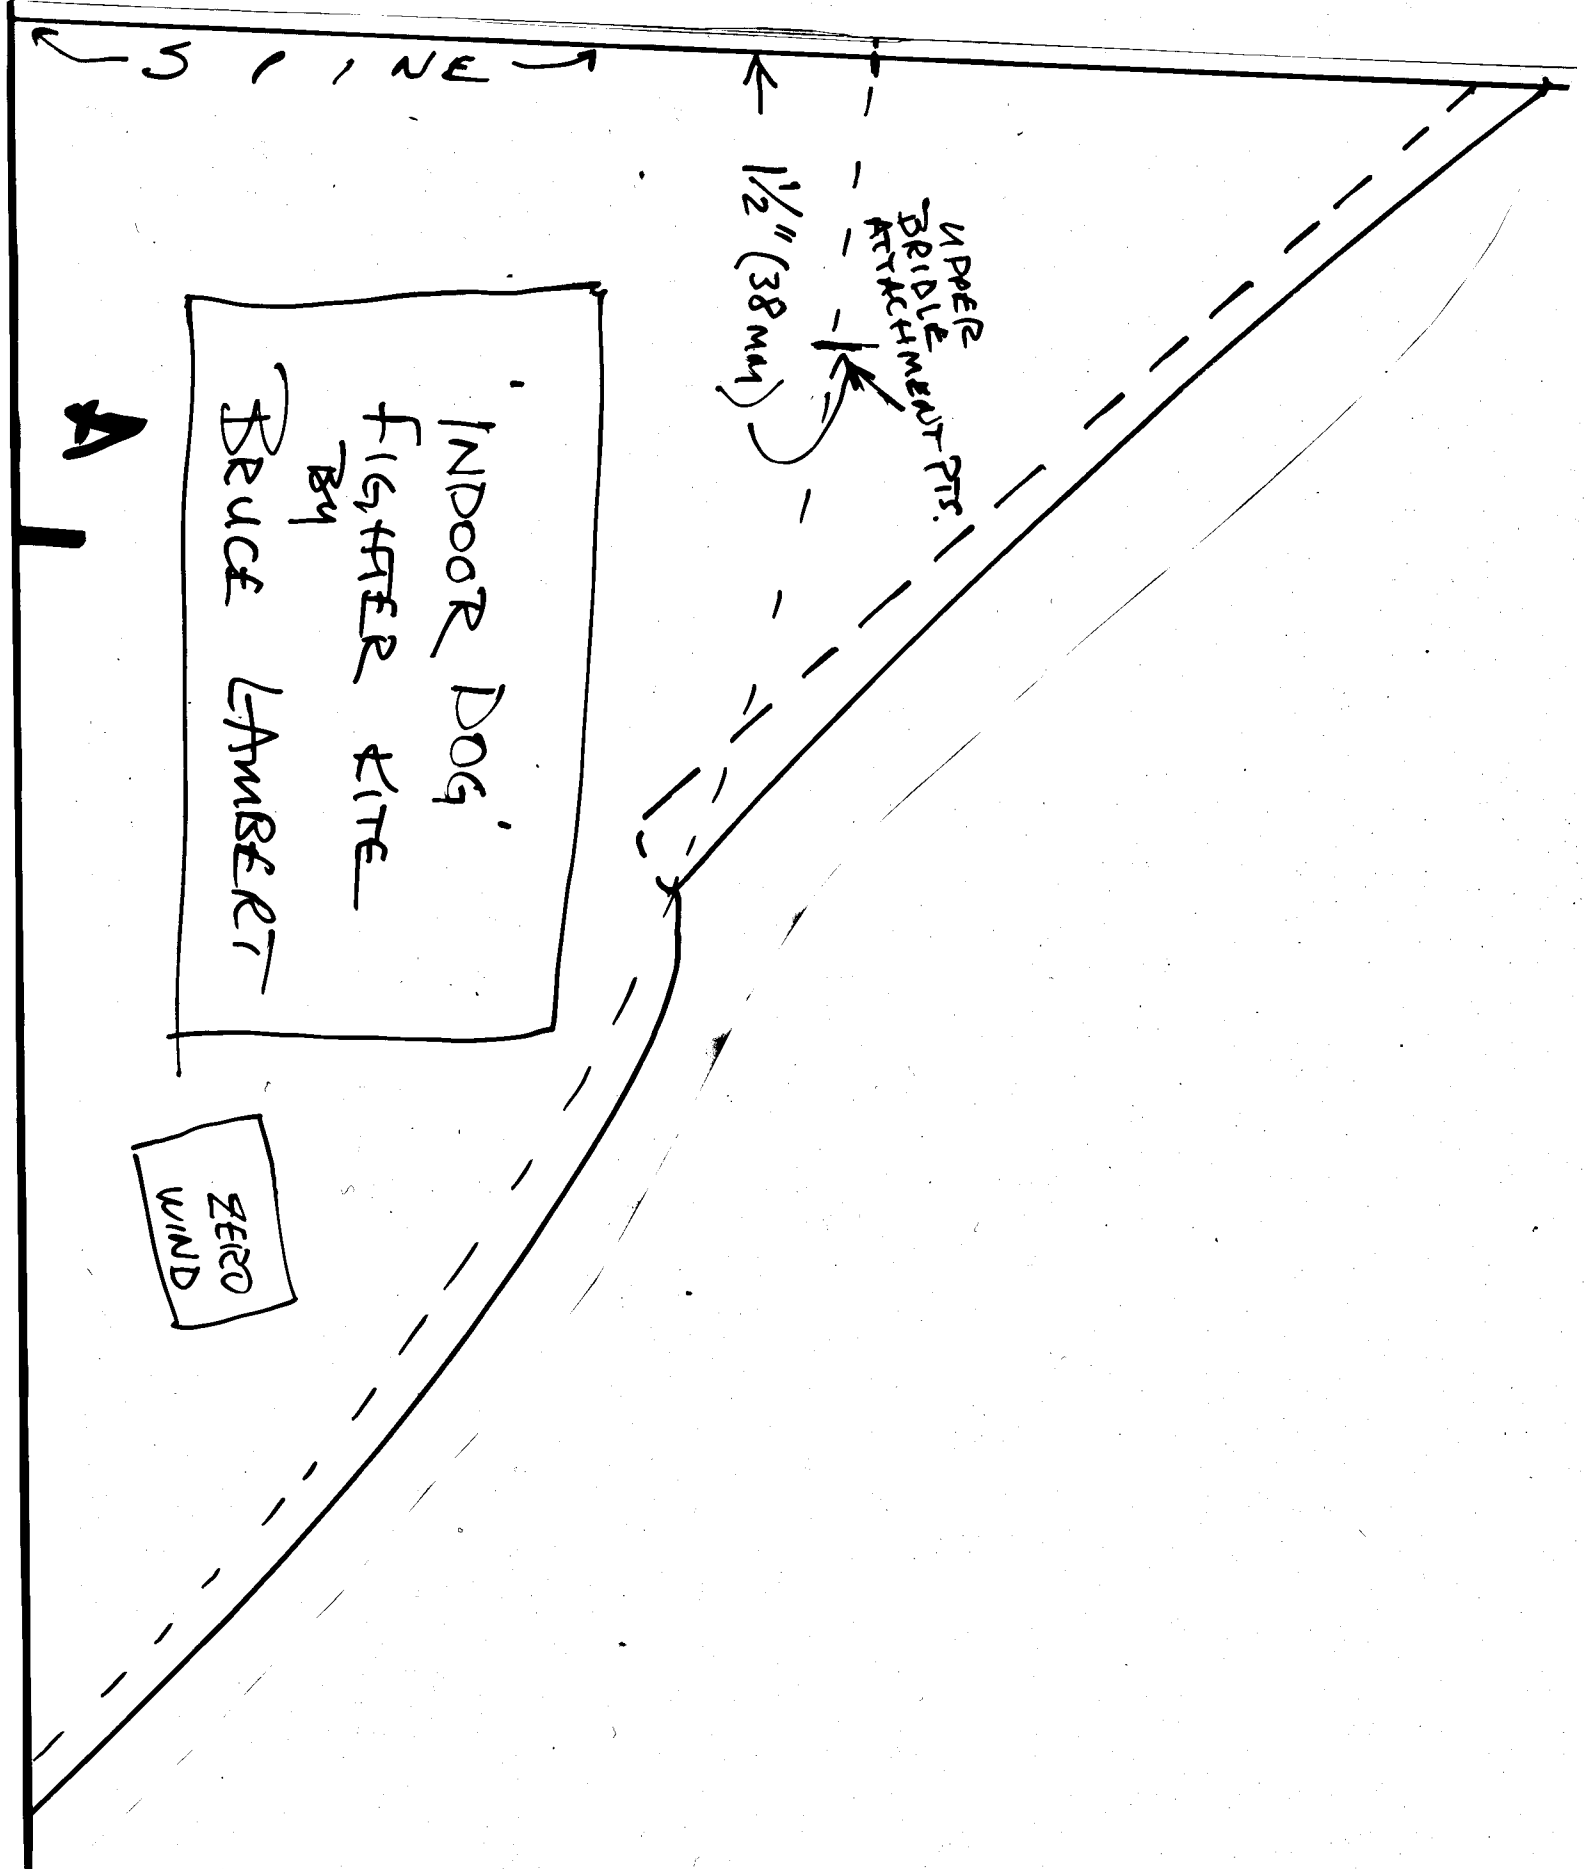 SPINE
1½" (38mm)
UPPER
BRIDLE
ATTACHMENT PTS.
'INDOOR DOG'
FIGHTER KITE
BY
BRUCE LAMBERT
A
ZERO
WIND